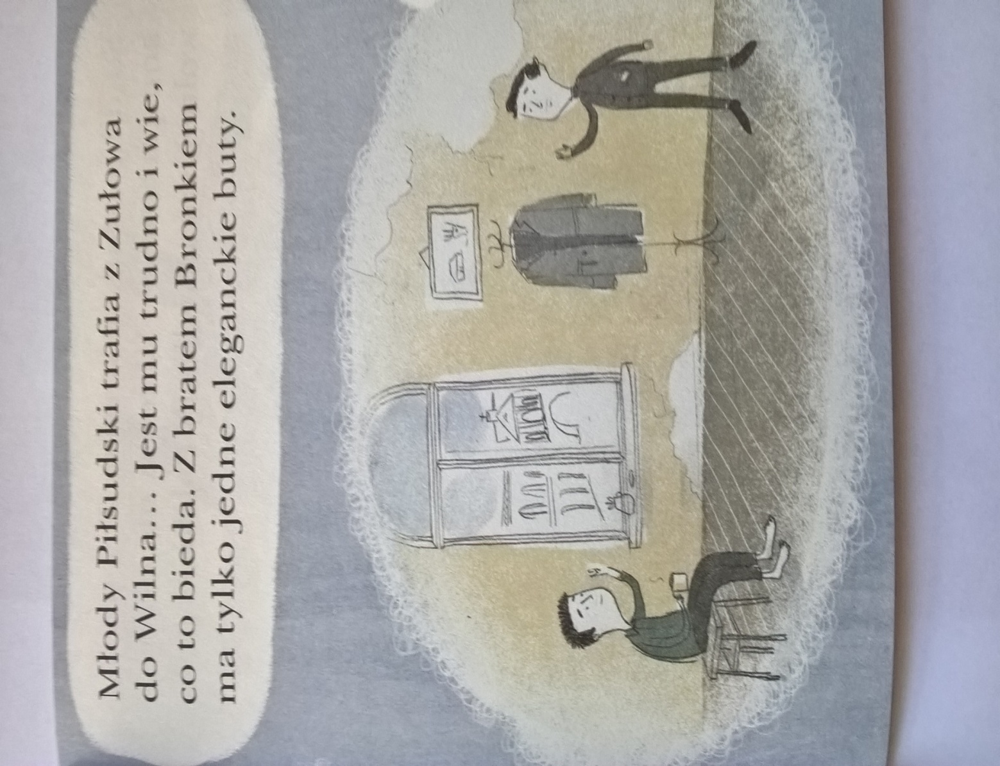 Młody Piłsudski trafia z Zułowa
do Wilna... Jest mu trudno i wie,
co to bieda. Z bratem Bronkiem
ma tylko jedne eleganckie buty.